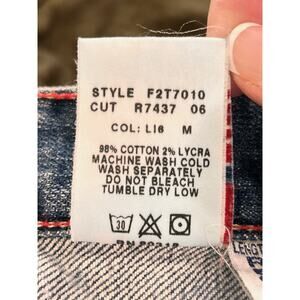 STYLE F2T7010
CUT R7437 06
COL: LI6 M
98% COTTON 2% LYCRA
MACHINE WASH COLD
WASH SEPARATELY
DO NOT BLEACH
TUMBLE DRY LOW
30